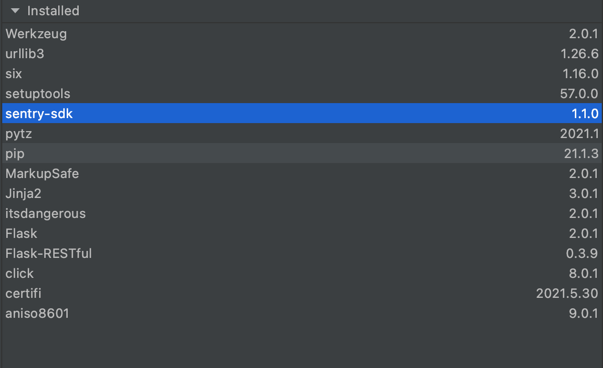 Installed
Werkzeug 2.0.1
urllib3 1.26.6
six 1.16.0
setuptools 57.0.0
sentry-sdk 1.1.0
pytz 2021.1
pip 21.1.3
MarkupSafe 2.0.1
Jinja2 3.0.1
itsdangerous 2.0.1
Flask 2.0.1
Flask-RESTful 0.3.9
click 8.0.1
certifi 2021.5.30
aniso8601 9.0.1